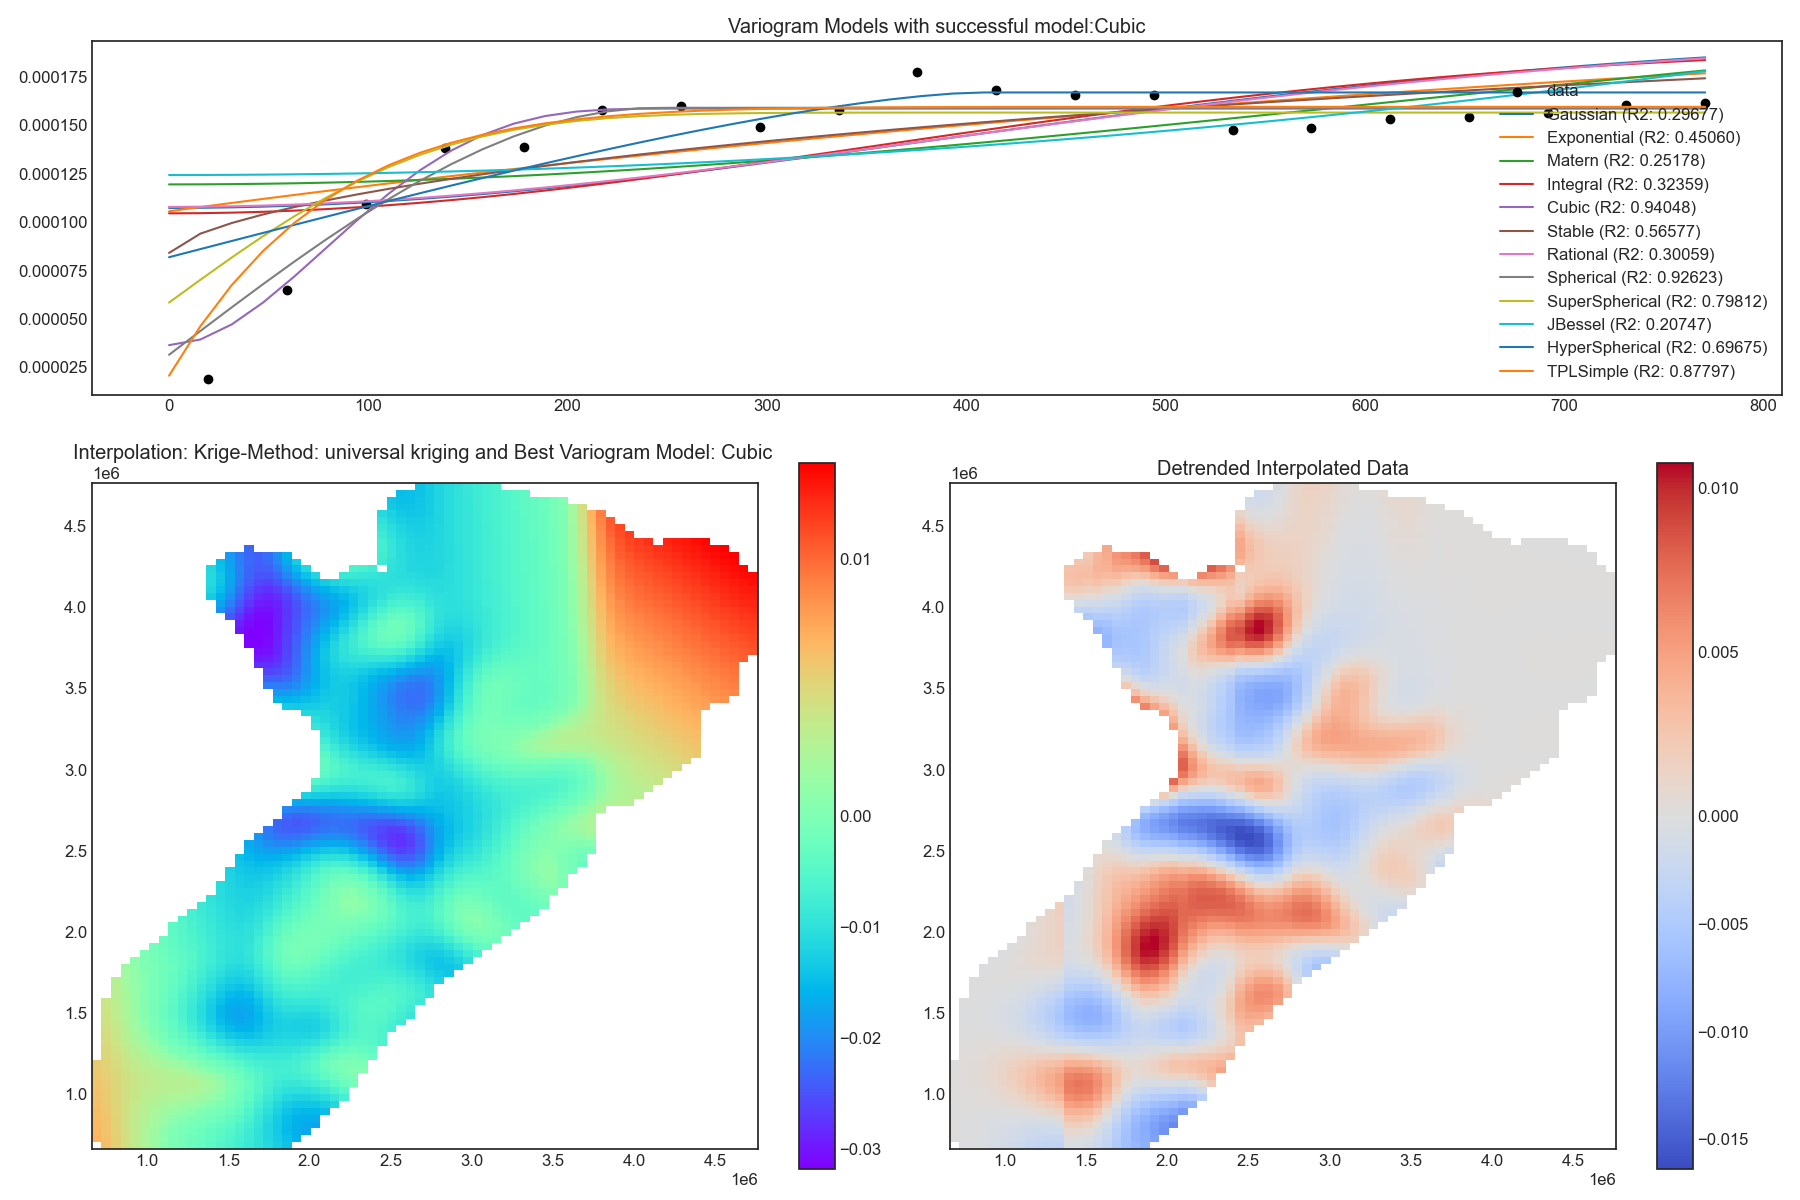 Variogram Models with successful model:Cubic
0.000175
0.000150
0.000125
0.000100
0.000075
0.000050
0.000025
data
Gaussian (R2: 0.29677)
Exponential (R2: 0.45060)
Matern (R2: 0.25178)
Integral (R2: 0.32359)
Cubic (R2: 0.94048)
Stable (R2: 0.56577)
Rational (R2: 0.30059)
Spherical (R2: 0.92623)
SuperSpherical (R2: 0.79812)
JBessel (R2: 0.20747)
HyperSpherical (R2: 0.69675)
TPLSimple (R2: 0.87797)
0 100 200 300 400 500 600 700 800
Interpolation: Krige-Method: universal kriging and Best Variogram Model: Cubic
1e6
4.5
4.0
3.5
3.0
2.5
2.0
1.5
1.0
1.0 1.5 2.0 2.5 3.0 3.5 4.0 4.5
1e6
0.01
0.00
−0.01
−0.02
−0.03
Detrended Interpolated Data
1e6
4.5
4.0
3.5
3.0
2.5
2.0
1.5
1.0
1.0 1.5 2.0 2.5 3.0 3.5 4.0 4.5
1e6
0.010
0.005
0.000
−0.005
−0.010
−0.015